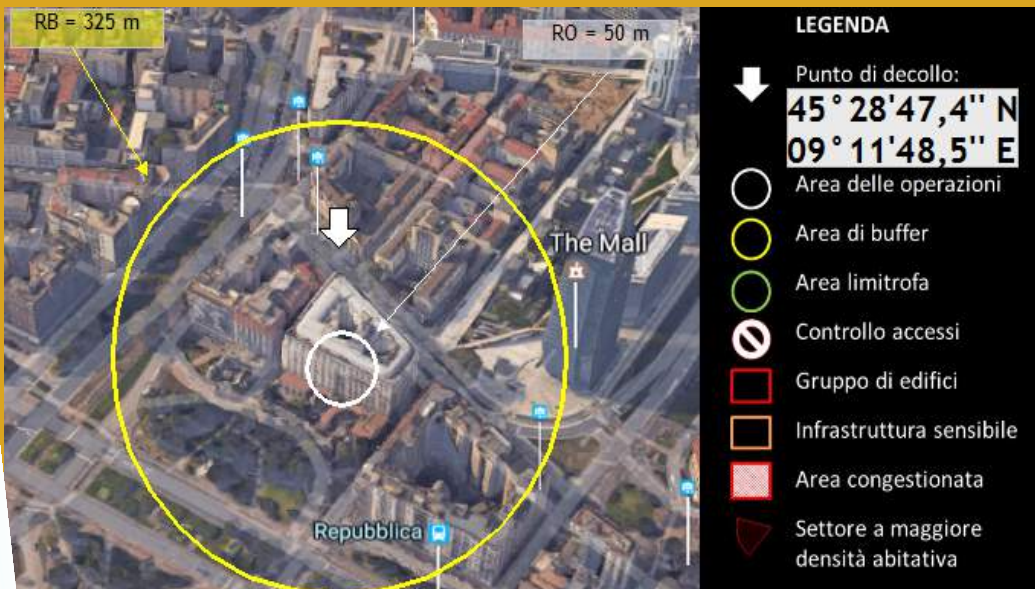 RB = 325 m
RO = 50 m
The Mall
Repubblica
LEGENDA
Punto di decollo:
45°28'47,4'' N
09°11'48,5'' E
Area delle operazioni
Area di buffer
Area limitrofa
Controllo accessi
Gruppo di edifici
Infrastruttura sensibile
Area congestionata
Settore a maggiore
densità abitativa